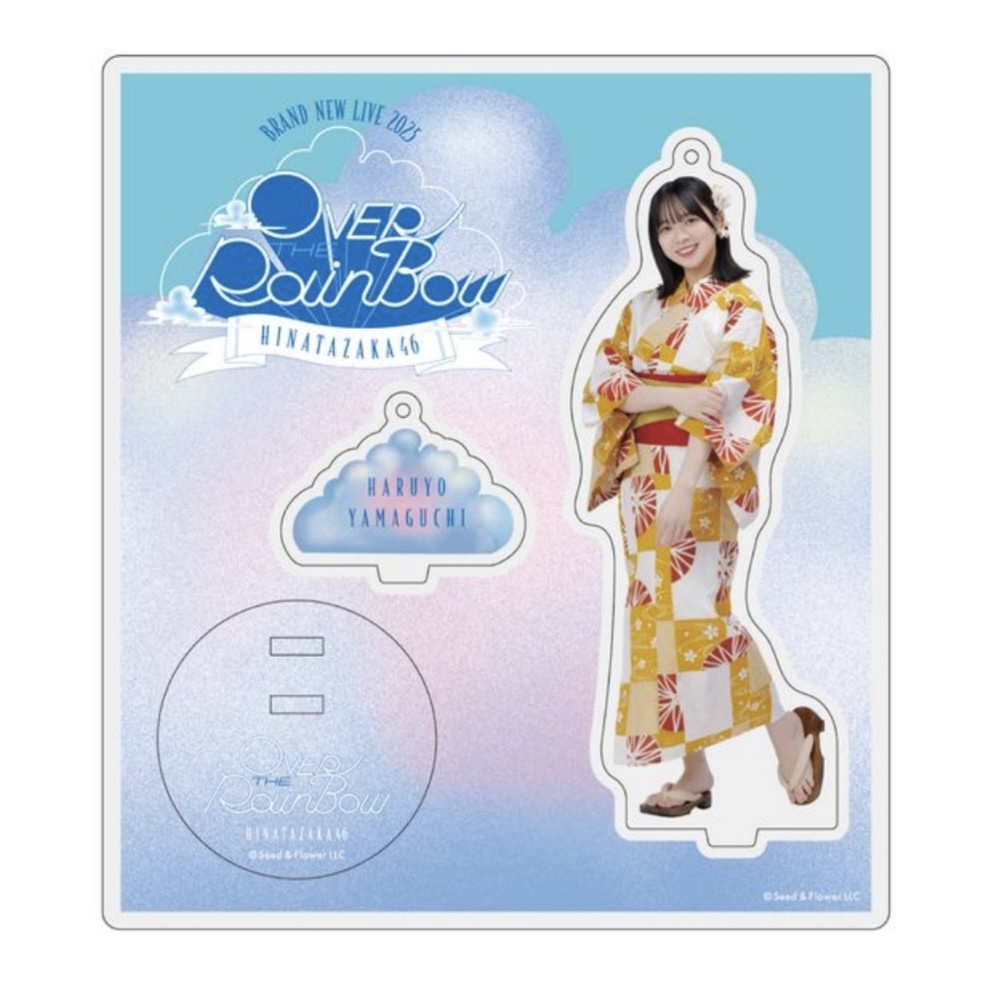 BRAND NEW LIVE 2025
OVER
THE
RainBow
HINATAZAKA46
HARUYO
YAMAGUCHI
OVER
THE
RainBow
HINATAZAKA46
©Seed & Flower LLC
©Seed & Flower LLC